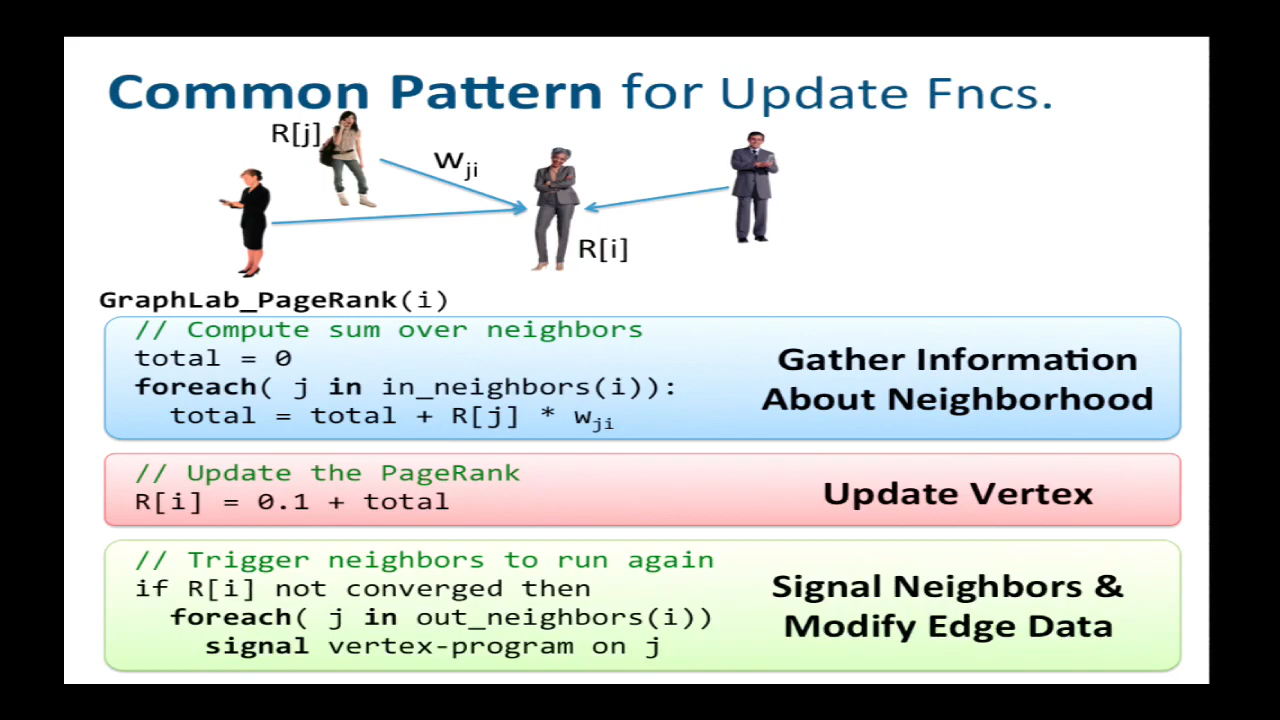 Common Pattern for Update Fncs.
R[j]
wji
R[i]
GraphLab_PageRank(i)
// Compute sum over neighbors
total = 0
foreach( j in in_neighbors(i)):
total = total + R[j] * wji
Gather Information
About Neighborhood
// Update the PageRank
R[i] = 0.1 + total
Update Vertex
// Trigger neighbors to run again
if R[i] not converged then
foreach( j in out_neighbors(i))
signal vertex-program on j
Signal Neighbors &
Modify Edge Data